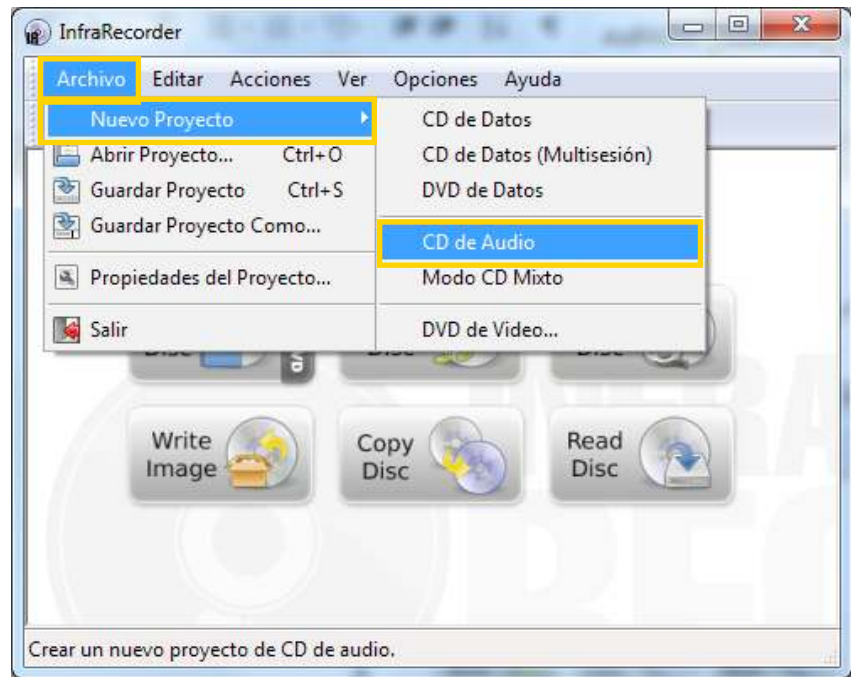 InfraRecorder
Archivo Editar Acciones Ver Opciones Ayuda
Nuevo Proyecto
Abrir Proyecto... Ctrl+O
Guardar Proyecto Ctrl+S
Guardar Proyecto Como...
Propiedades del Proyecto...
Salir
CD de Datos
CD de Datos (Multisesión)
DVD de Datos
CD de Audio
Modo CD Mixto
DVD de Video...
Write
Image
Copy
Disc
Read
Disc
Crear un nuevo proyecto de CD de audio.